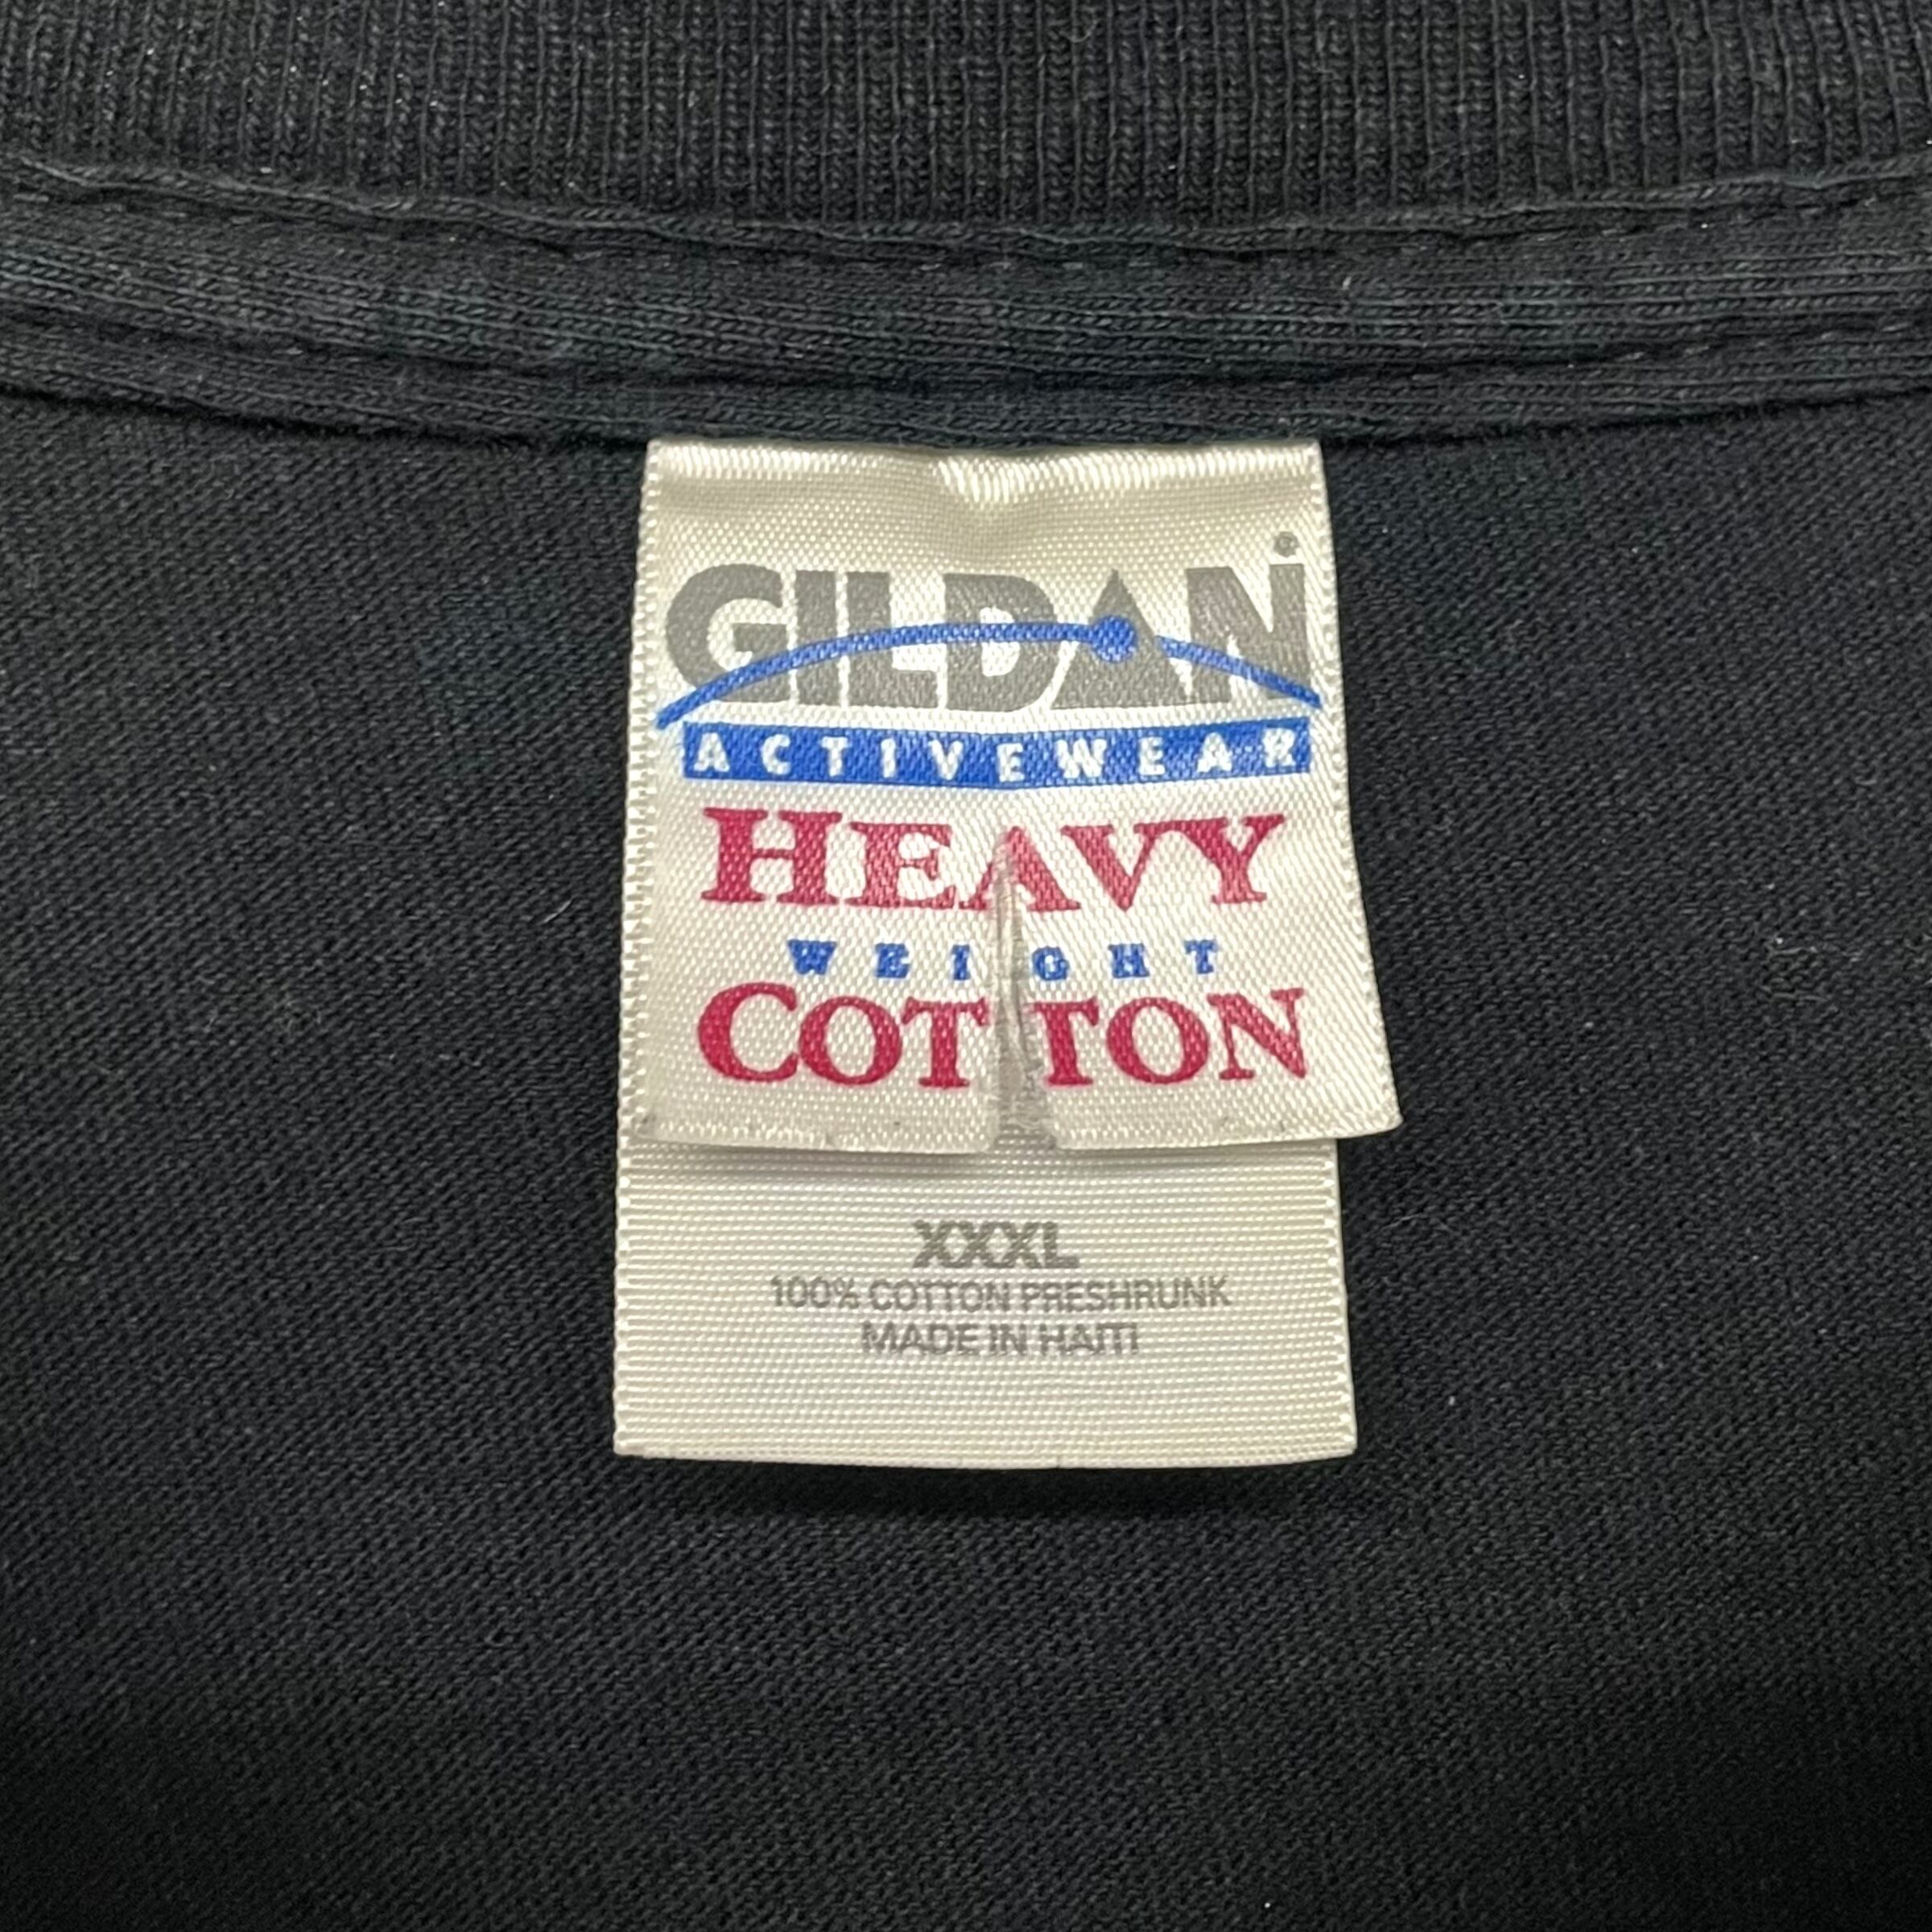 GILDAN
ACTIVEWEAR
HEAVY
WEIGHT
COTTON
XXXL
100% COTTON PRESHRUNK
MADE IN HAITI